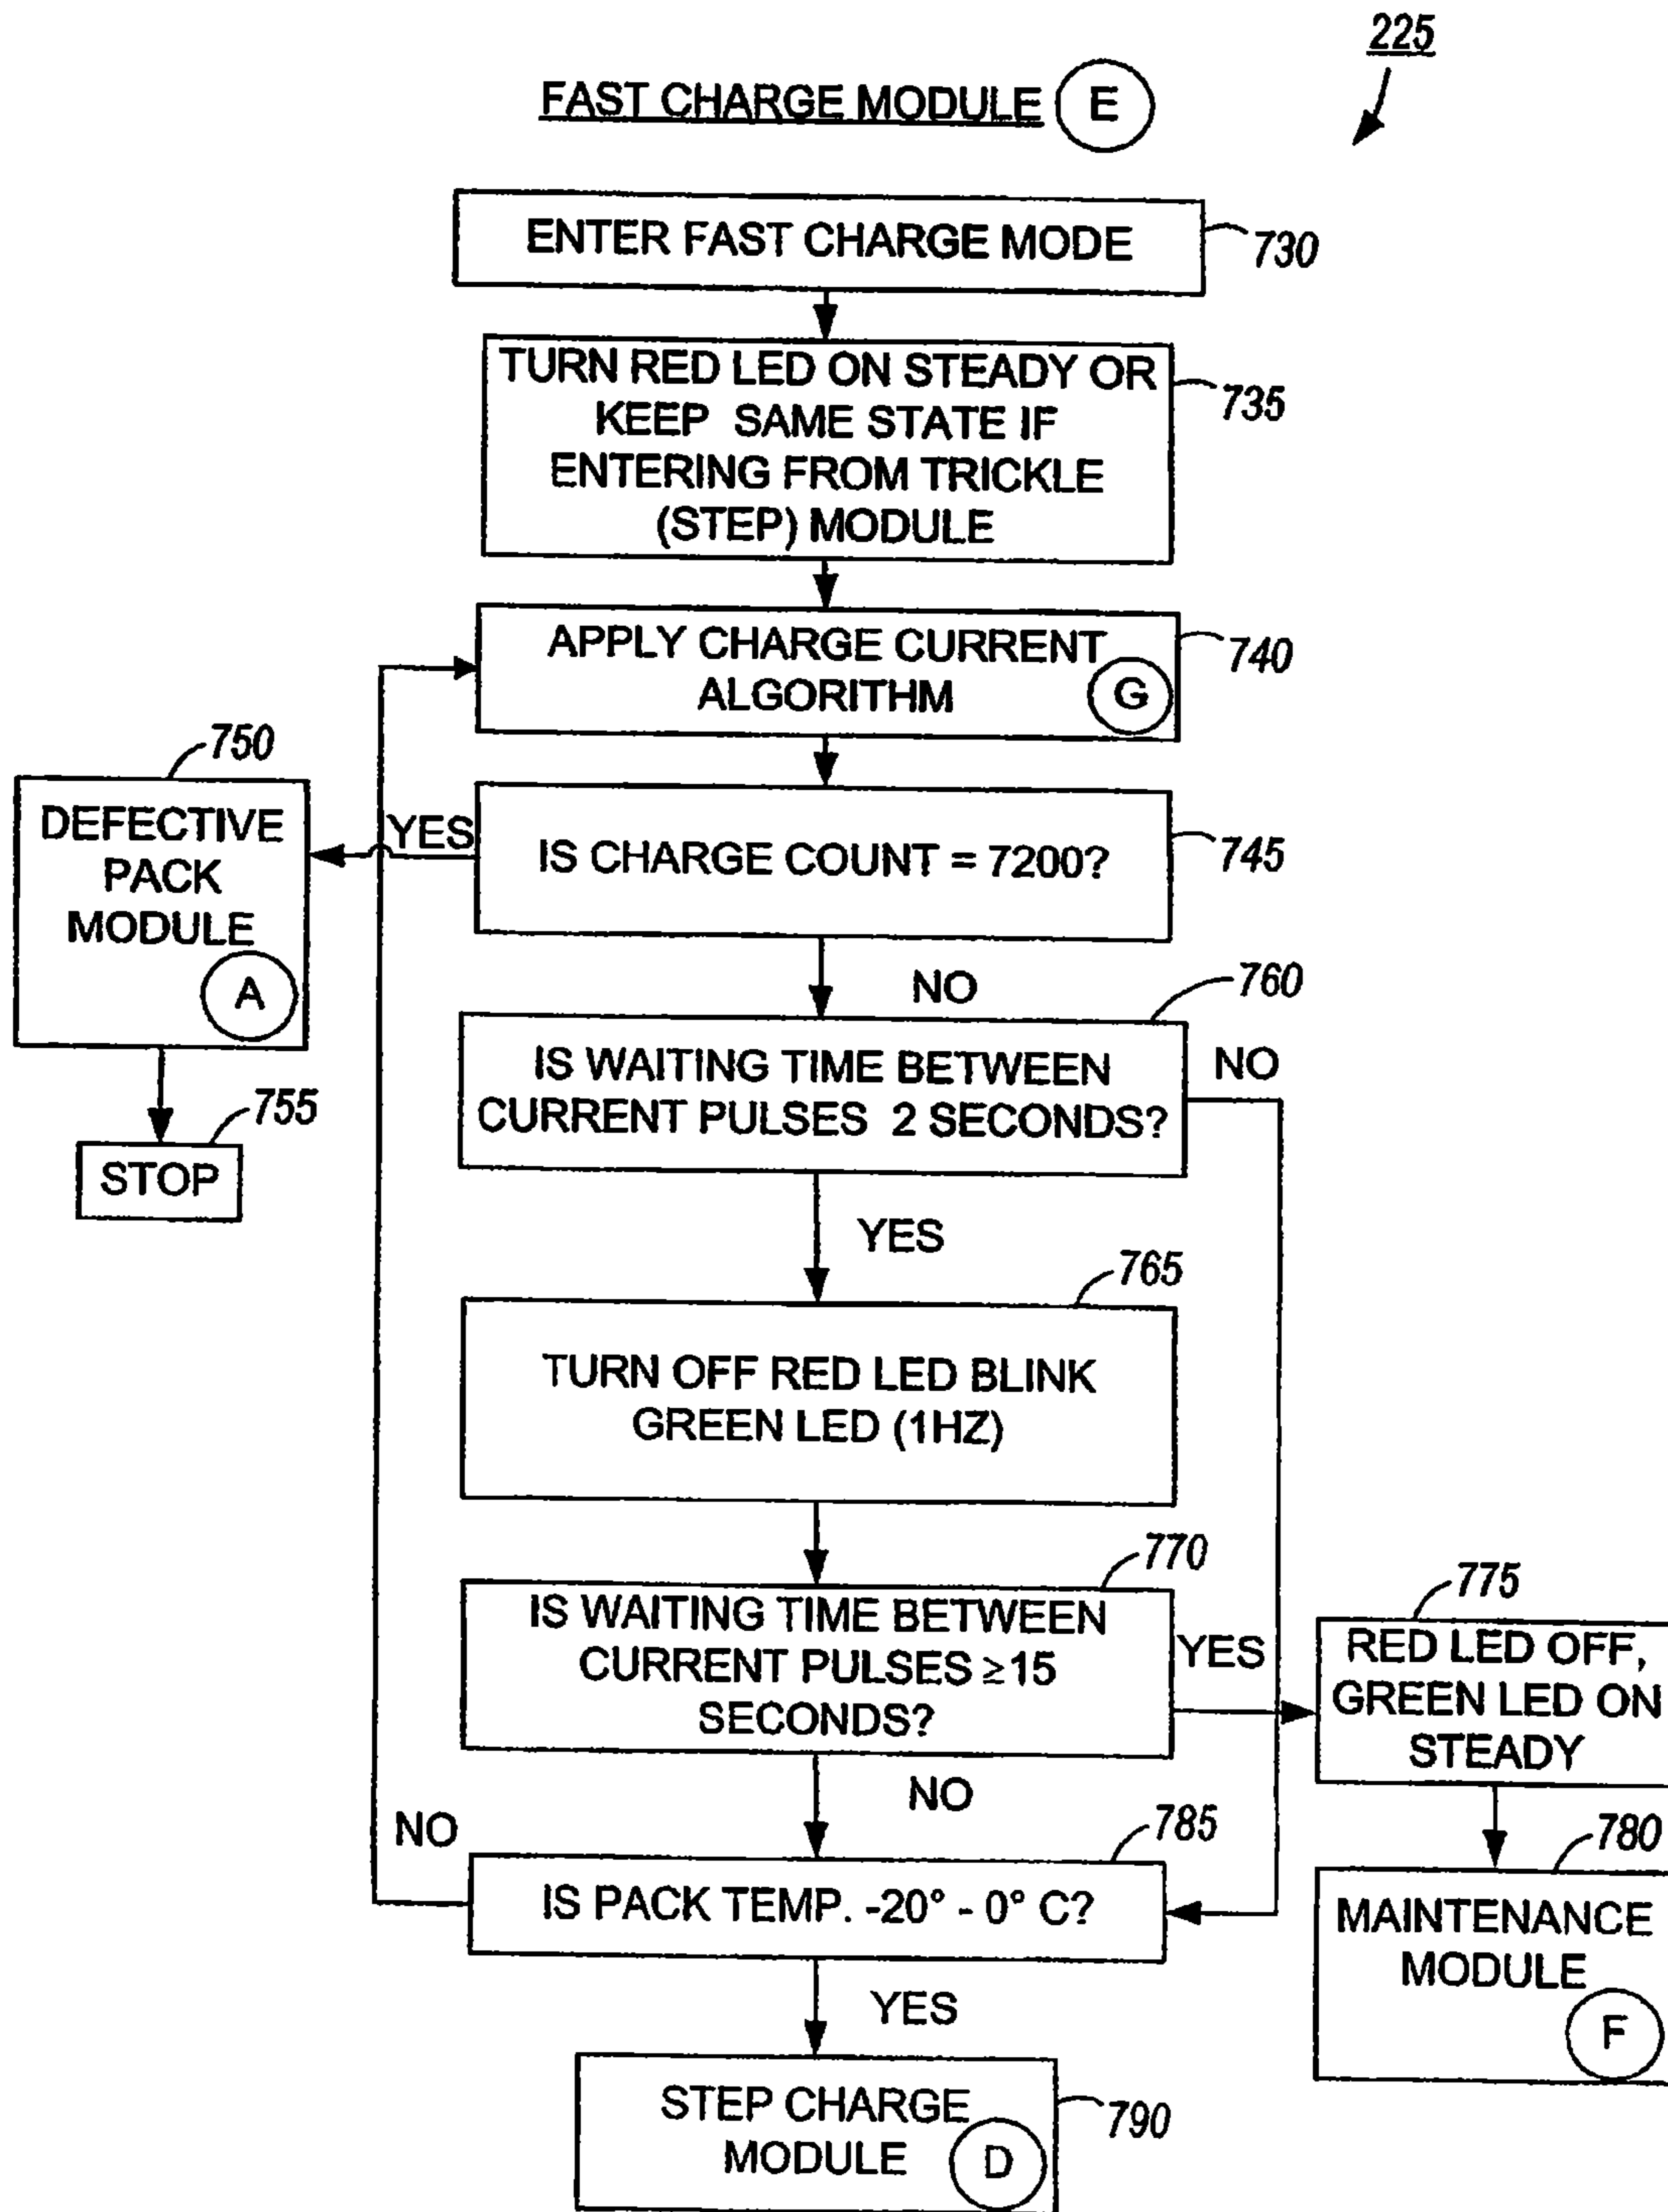 225
FAST CHARGE MODULE E
ENTER FAST CHARGE MODE
730
TURN RED LED ON STEADY OR
KEEP SAME STATE IF
ENTERING FROM TRICKLE
(STEP) MODULE
735
APPLY CHARGE CURRENT
ALGORITHM
G
740
750
DEFECTIVE
PACK
MODULE
A
YES
IS CHARGE COUNT = 7200?
745
755
STOP
NO
760
IS WAITING TIME BETWEEN
CURRENT PULSES 2 SECONDS?
NO
YES
765
TURN OFF RED LED BLINK
GREEN LED (1HZ)
770
IS WAITING TIME BETWEEN
CURRENT PULSES ≥15
SECONDS?
YES
775
RED LED OFF,
GREEN LED ON
STEADY
NO
NO
785
IS PACK TEMP. -20° - 0° C?
780
MAINTENANCE
MODULE
F
YES
STEP CHARGE
MODULE
D
790